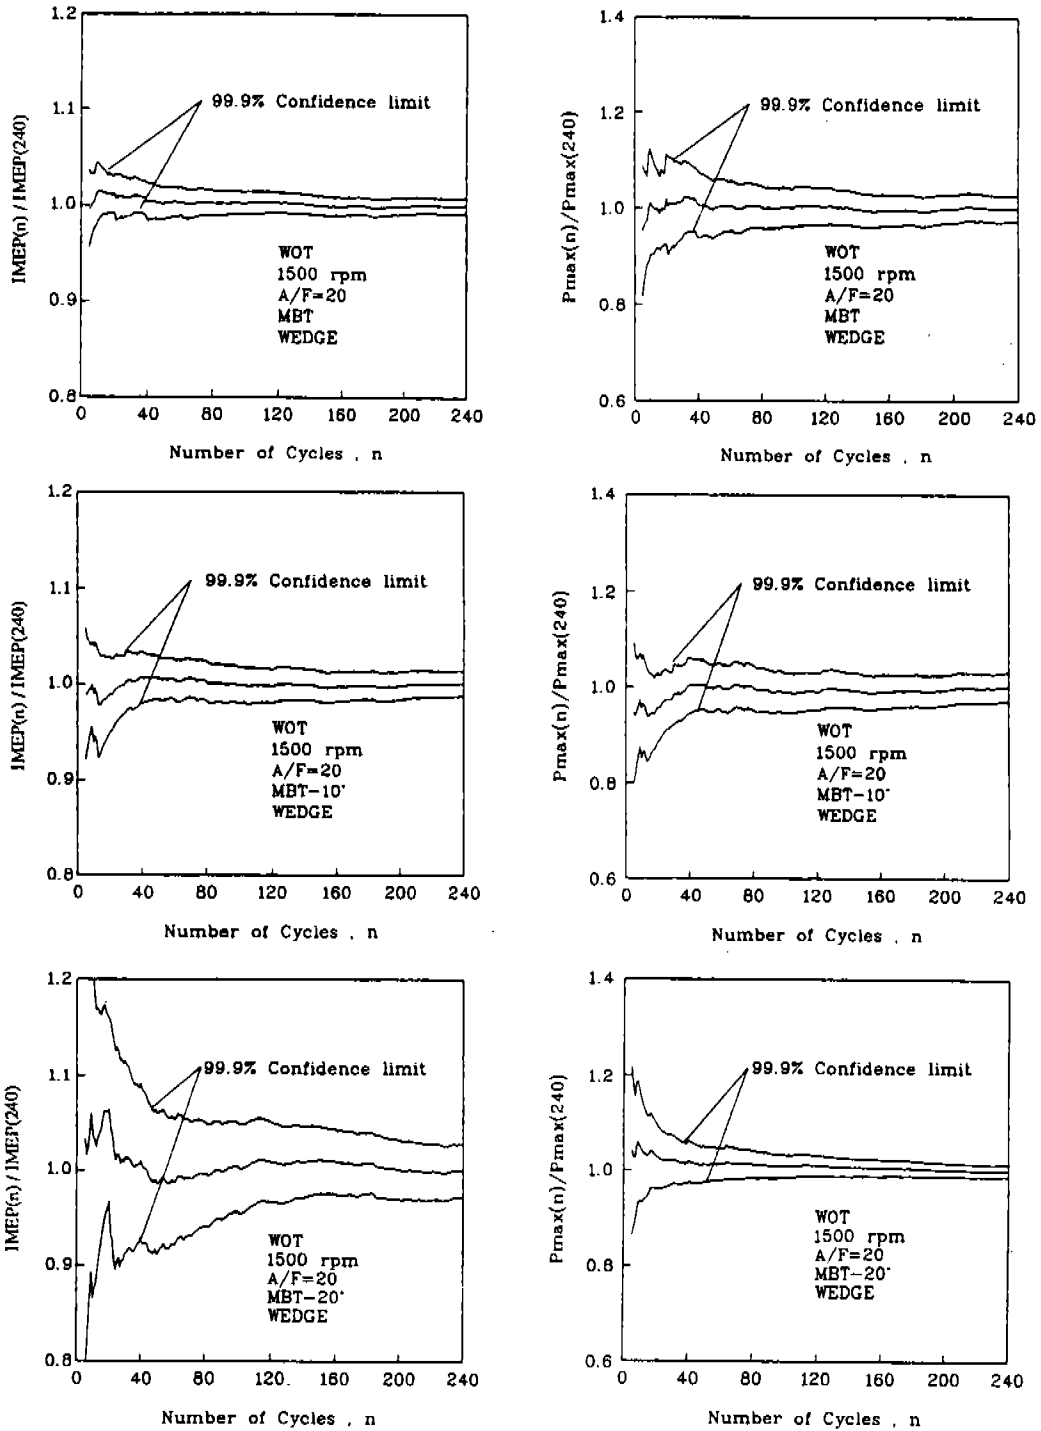 1.2
1.1
1.0
0.9
0.8
0 40 80 120 160 200 240
IMEP(n) / IMEP(240)
99.9% Confidence limit
WOT
1500 rpm
A/F=20
MBT
WEDGE
Number of Cycles , n
1.4
1.2
1.0
0.8
0.6
0 40 80 120 160 200 240
Pmax(n)/Pmax(240)
99.9% Confidence limit
WOT
1500 rpm
A/F=20
MBT
WEDGE
Number of Cycles , n
1.2
1.1
1.0
0.9
0.8
0 40 80 120 160 200 240
IMEP(n) / IMEP(240)
99.9% Confidence limit
WOT
1500 rpm
A/F=20
MBT-10°
WEDGE
Number of Cycles , n
1.4
1.2
1.0
0.8
0.6
0 40 80 120 160 200 240
Pmax(n)/Pmax(240)
99.9% Confidence limit
WOT
1500 rpm
A/F=20
MBT-10°
WEDGE
Number of Cycles , n
1.2
1.1
1.0
0.9
0.8
0 40 80 120 160 200 240
IMEP(n) / IMEP(240)
99.9% Confidence limit
WOT
1500 rpm
A/F=20
MBT-20°
WEDGE
Number of Cycles , n
1.4
1.2
1.0
0.8
0.6
0 40 80 120 160 200 240
Pmax(n)/Pmax(240)
99.9% Confidence limit
WOT
1500 rpm
A/F=20
MBT-20°
WEDGE
Number of Cycles , n